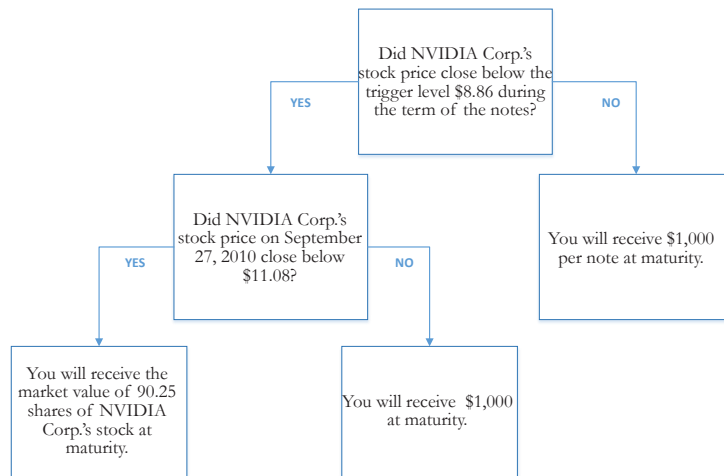 Did NVIDIA Corp.'s
stock price close below the
trigger level $8.86 during
the term of the notes?
YES
NO
Did NVIDIA Corp.'s
stock price on September
27, 2010 close below
$11.08?
You will receive $1,000
per note at maturity.
YES
NO
You will receive the
market value of 90.25
shares of NVIDIA
Corp.'s stock at
maturity.
You will receive $1,000
at maturity.